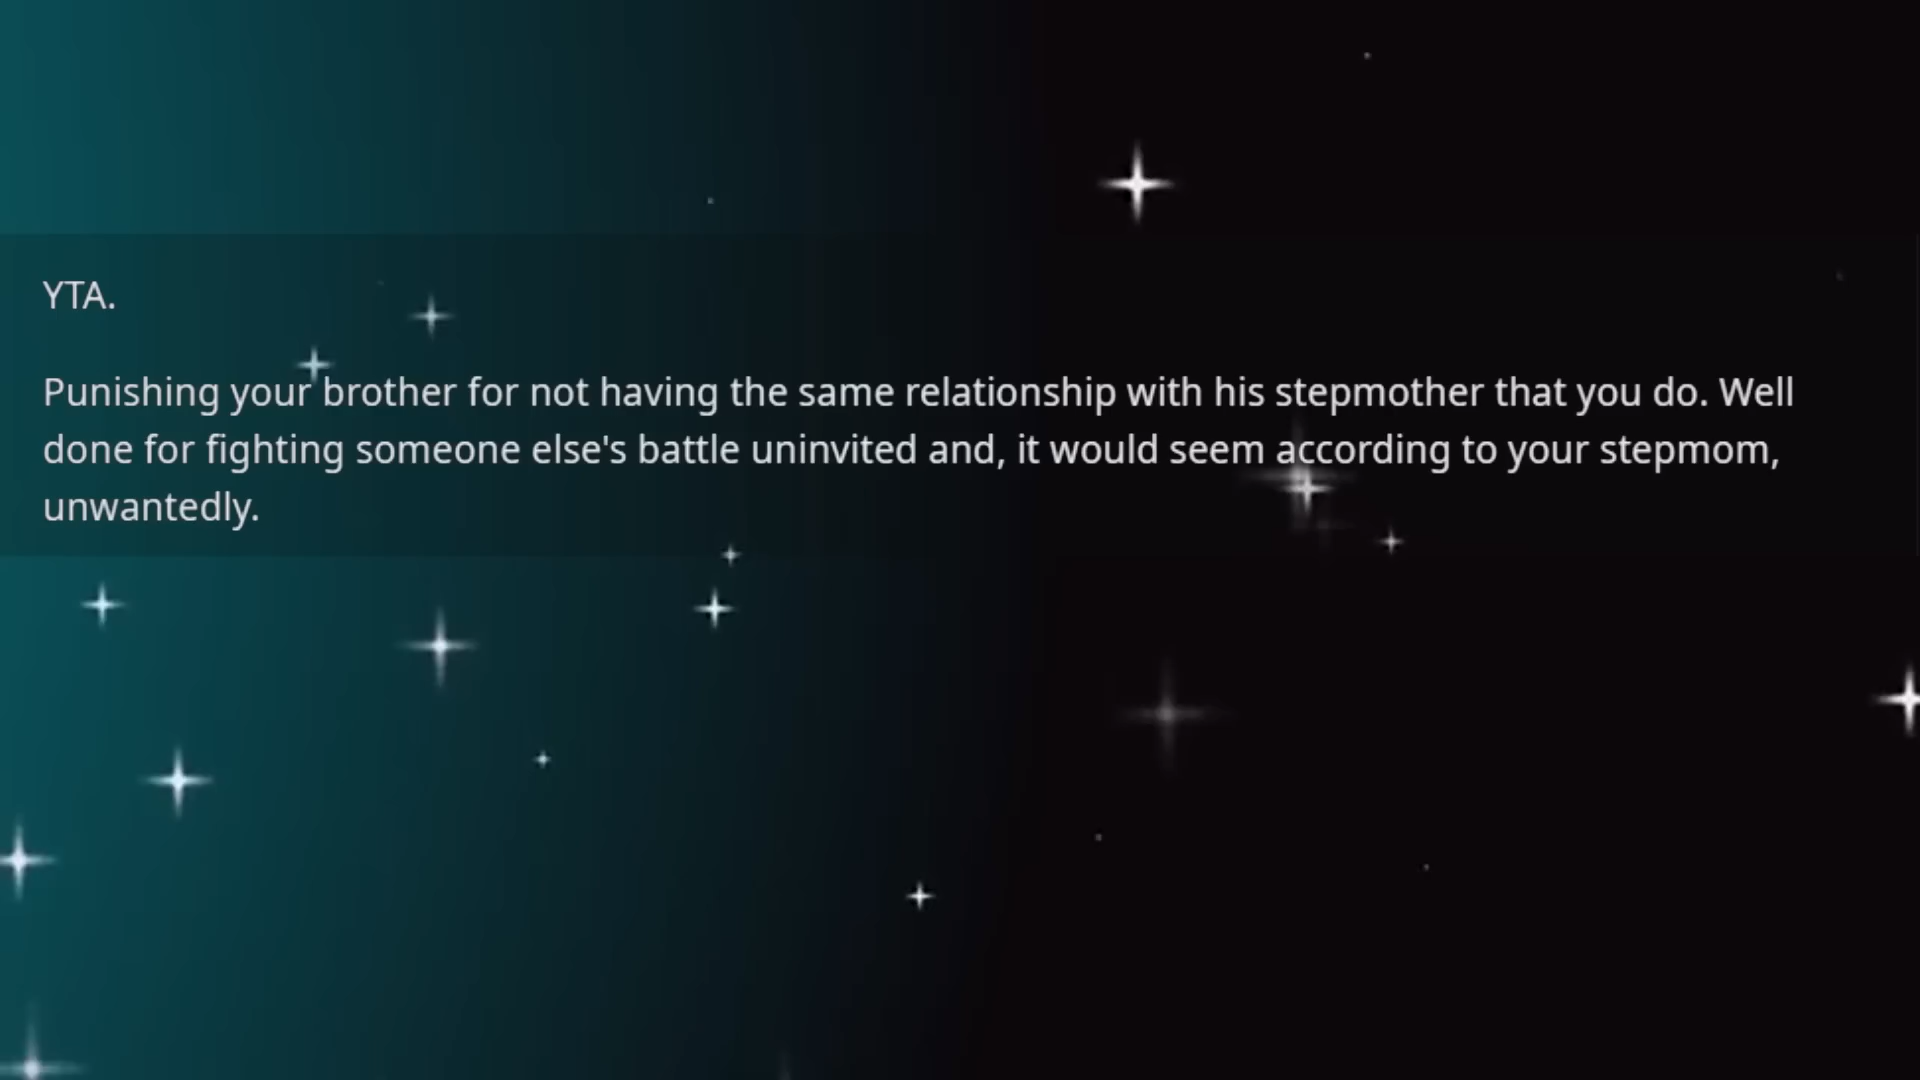 YTA.
Punishing your brother for not having the same relationship with his stepmother that you do. Well
done for fighting someone else's battle uninvited and, it would seem according to your stepmom,
unwantedly.